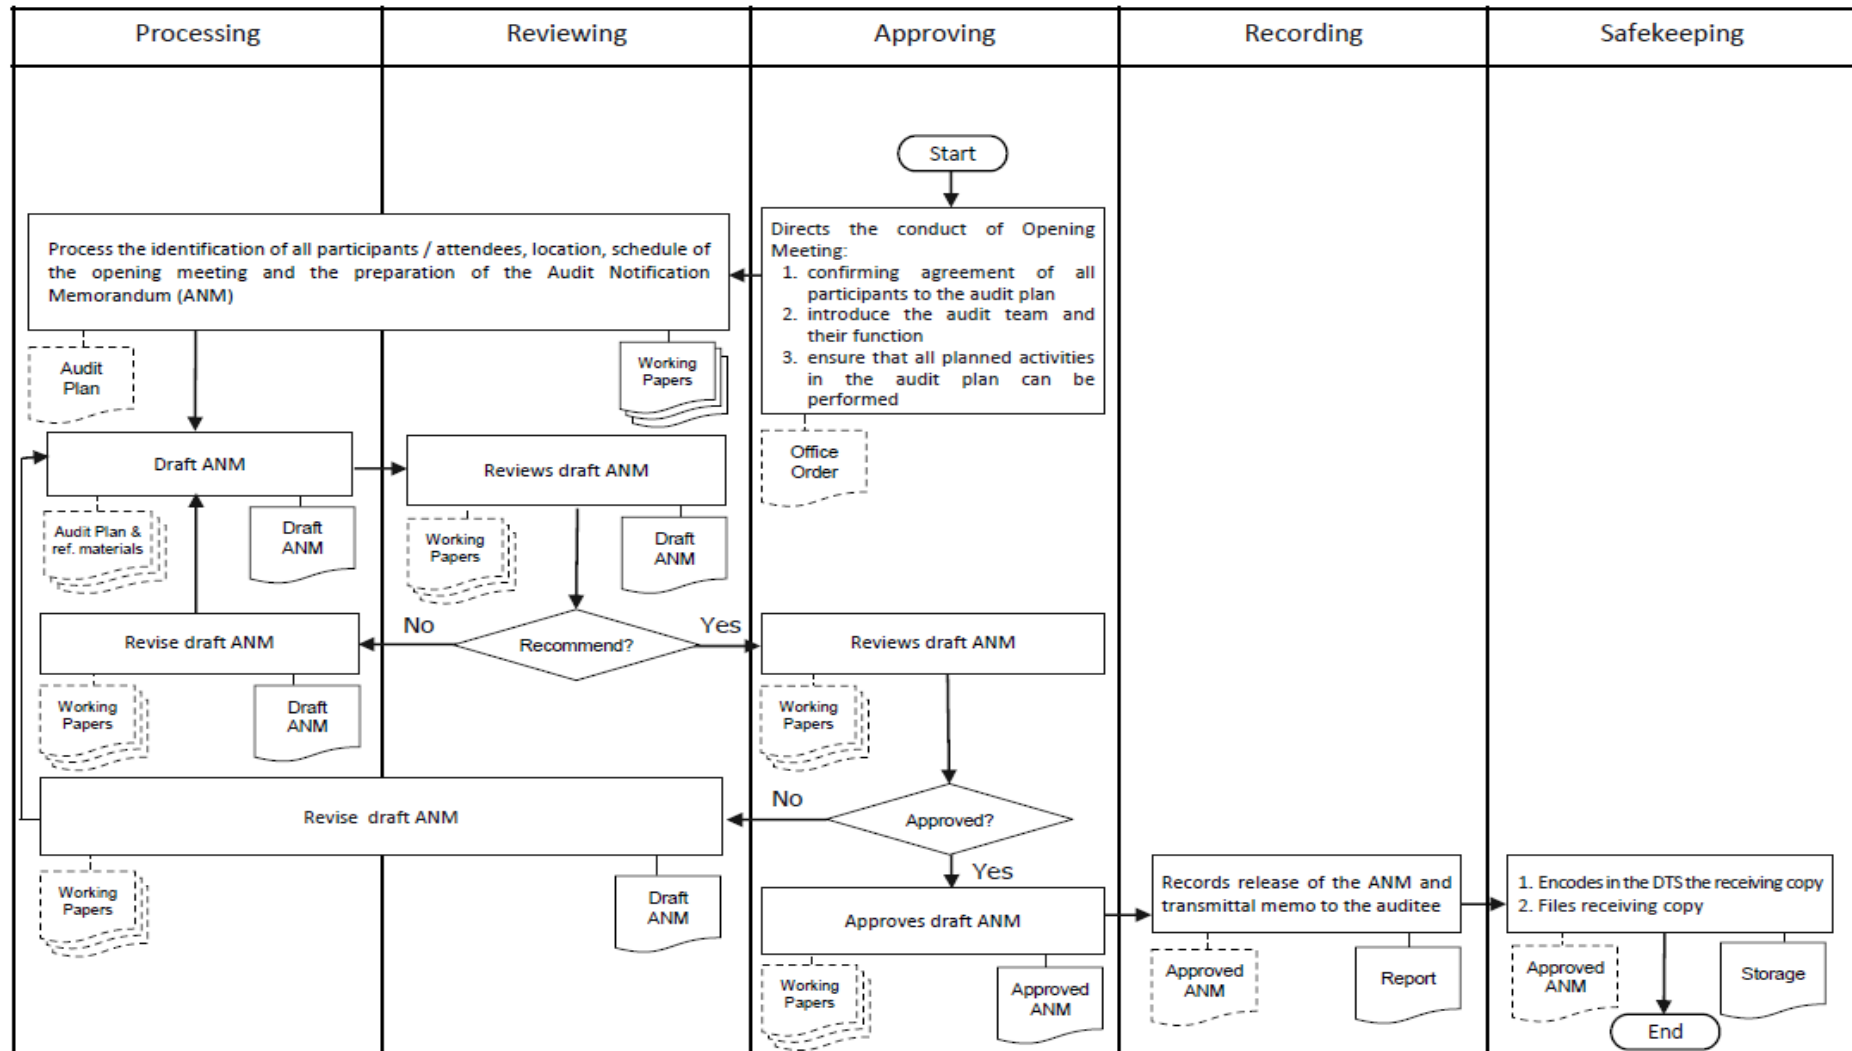 Processing
Reviewing
Approving
Recording
Safekeeping
Start
Process the identification of all participants / attendees, location, schedule of
the opening meeting and the preparation of the Audit Notification
Memorandum (ANM)
Directs the conduct of Opening
Meeting:
1. confirming agreement of all
participants to the audit plan
2. introduce the audit team and
their function
3. ensure that all planned activities
in the audit plan can be
performed
Audit
Plan
Working
Papers
Office
Order
Draft ANM
Reviews draft ANM
Audit Plan &
ref. materials
Draft
ANM
Working
Papers
Draft
ANM
Revise draft ANM
No
Recommend?
Yes
Reviews draft ANM
Working
Papers
Draft
ANM
Working
Papers
Revise draft ANM
No
Approved?
Yes
Working
Papers
Draft
ANM
Approves draft ANM
Records release of the ANM and
transmittal memo to the auditee
1. Encodes in the DTS the receiving copy
2. Files receiving copy
Working
Papers
Approved
ANM
Approved
ANM
Report
Approved
ANM
Storage
End